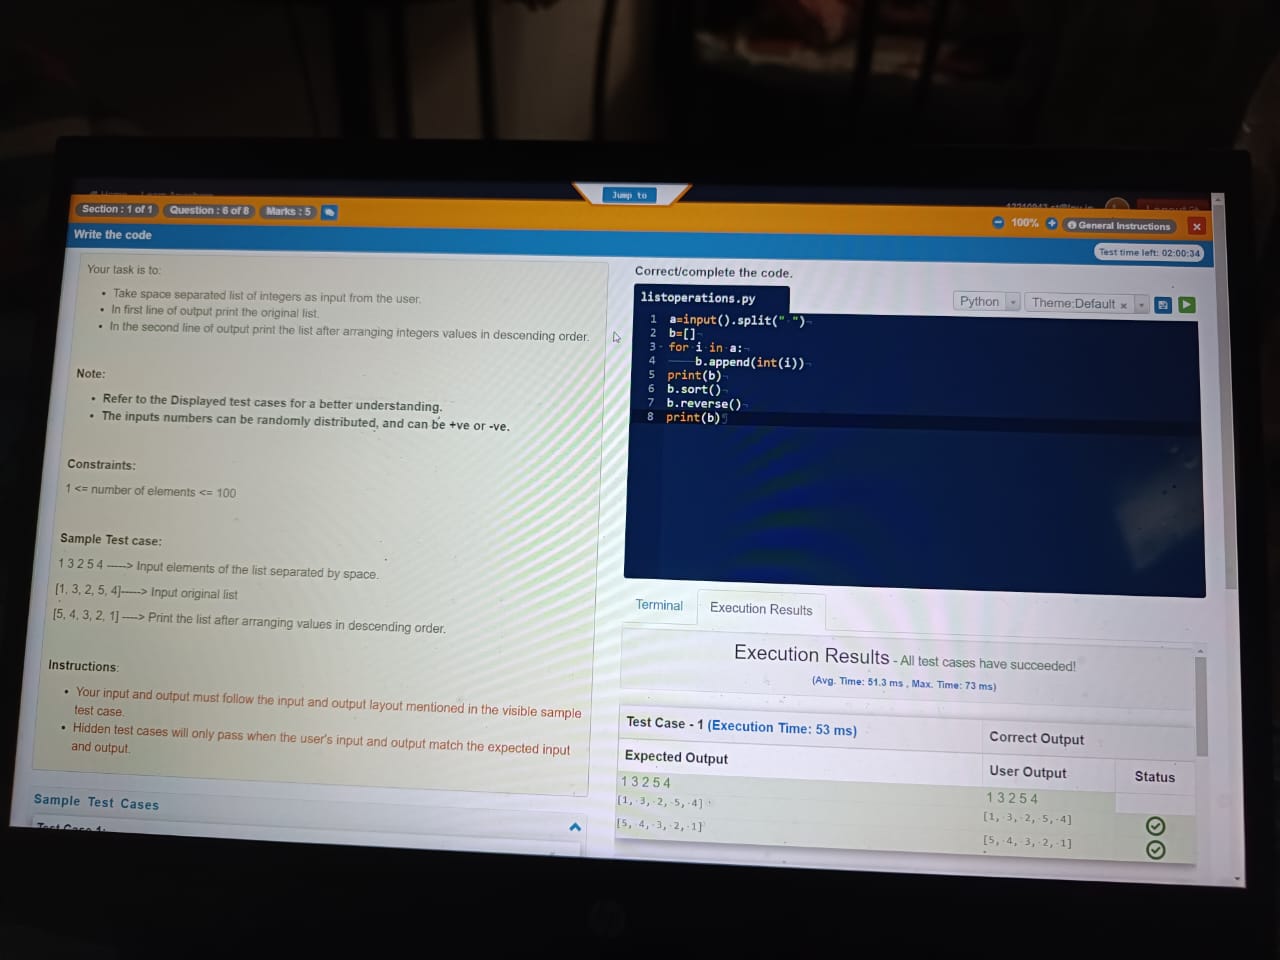 Jump to
Section : 1 of 1 Question : 6 of 8 Marks : 5
100% General Instructions
Write the code
Test time left: 02:00:34
Your task is to:
• Take space separated list of integers as input from the user.
• In first line of output print the original list.
• In the second line of output print the list after arranging integers values in descending order.
Note:
• Refer to the Displayed test cases for a better understanding.
• The inputs numbers can be randomly distributed, and can be +ve or -ve.
Constraints:
1 <= number of elements <= 100
Sample Test case:
1 3 2 5 4 -----> Input elements of the list separated by space.
[1, 3, 2, 5, 4]-----> Input original list
[5, 4, 3, 2, 1] ----> Print the list after arranging values in descending order.
Instructions:
• Your input and output must follow the input and output layout mentioned in the visible sample
test case.
• Hidden test cases will only pass when the user's input and output match the expected input
and output.
Sample Test Cases
Test Case 1:
Correct/complete the code.
listoperations.py
Python Theme:Default
1 a=input().split(" ")
2 b=[]
3 for i in a:
4 b.append(int(i))
5 print(b)
6 b.sort()
7 b.reverse()
8 print(b)
Terminal Execution Results
Execution Results - All test cases have succeeded!
(Avg. Time: 51.3 ms , Max. Time: 73 ms)
Test Case - 1 (Execution Time: 53 ms) Correct Output
Expected Output User Output Status
1 3 2 5 4 1 3 2 5 4
[1, 3, 2, 5, 4] [1, 3, 2, 5, 4]
[5, 4, 3, 2, 1] [5, 4, 3, 2, 1]